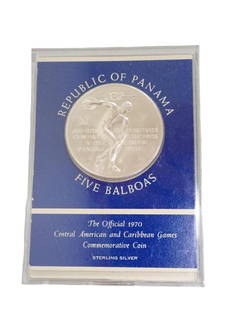 REPUBLIC OF PANAMA
FIVE BALBOAS
The Official 1970
Central American and Caribbean Games
Commemorative Coin
STERLING SILVER